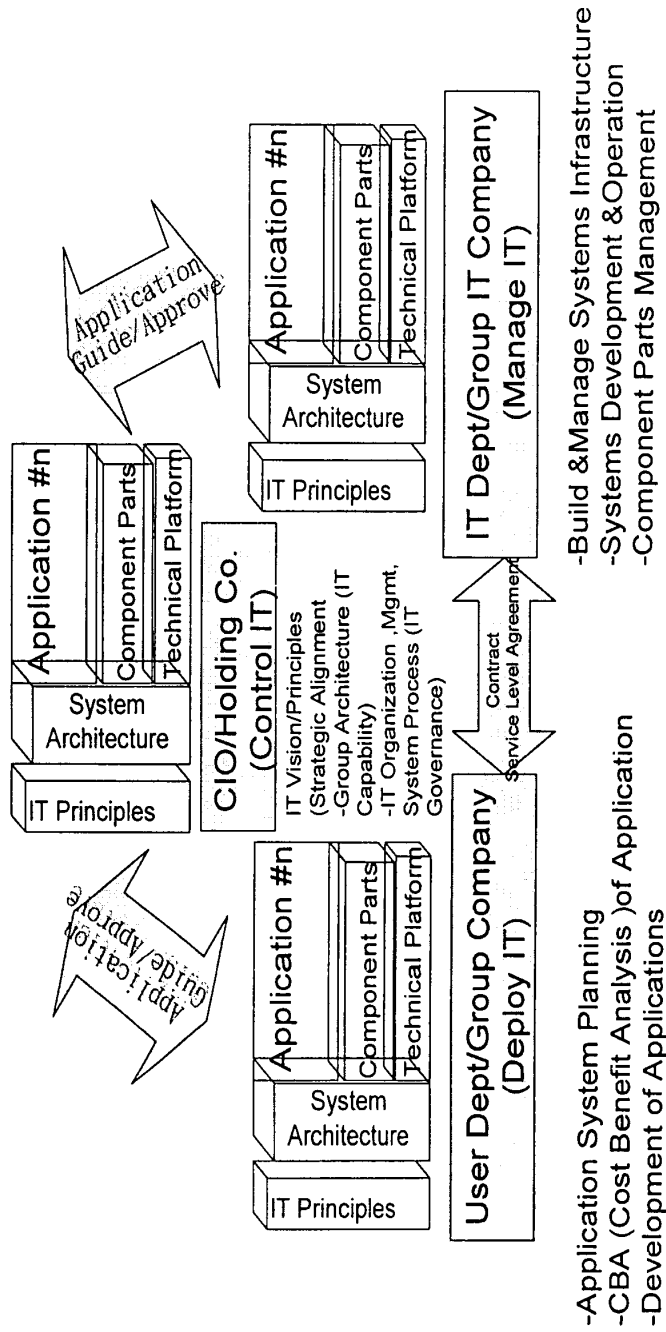 Application #n
Component Parts
Technical Platform
System
Architecture
IT Principles
CIO/Holding Co.
(Control IT)
IT Vision/Principles
(Strategic Alignment
-Group Architecture (IT
Capability)
-IT Organization ,Mgmt,
System Process (IT
Governance)
Application
Guide/Approve
Application
Guide/Approve
Application #n
Component Parts
Technical Platform
System
Architecture
IT Principles
User Dept/Group Company
(Deploy IT)
-Application System Planning
-CBA (Cost Benefit Analysis )of Application
-Development of Applications
Contract
Service Level Agreement
Application #n
Component Parts
Technical Platform
System
Architecture
IT Principles
IT Dept/Group IT Company
(Manage IT)
-Build &Manage Systems Infrastructure
-Systems Development &Operation
-Component Parts Management